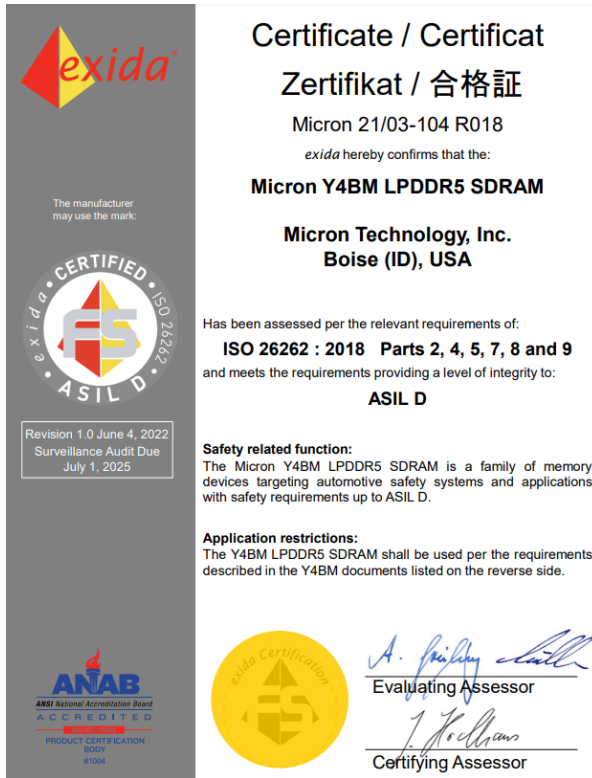 exida
The manufacturer
may use the mark:
exida • CERTIFIED • ISO 26262 • ASIL D •
FS
Revision 1.0 June 4, 2022
Surveillance Audit Due
July 1, 2025
ANAB
ANSI National Accreditation Board
ACCREDITED
PRODUCT CERTIFICATION
BODY
#1004
Certificate / Certificat
Zertifikat / 合格証
Micron 21/03-104 R018
exida hereby confirms that the:
Micron Y4BM LPDDR5 SDRAM
Micron Technology, Inc.
Boise (ID), USA
Has been assessed per the relevant requirements of:
ISO 26262 : 2018 Parts 2, 4, 5, 7, 8 and 9
and meets the requirements providing a level of integrity to:
ASIL D
Safety related function:
The Micron Y4BM LPDDR5 SDRAM is a family of memory
devices targeting automotive safety systems and applications
with safety requirements up to ASIL D.
Application restrictions:
The Y4BM LPDDR5 SDRAM shall be used per the requirements
described in the Y4BM documents listed on the reverse side.
exida Certification
FS
Evaluating Assessor
Certifying Assessor